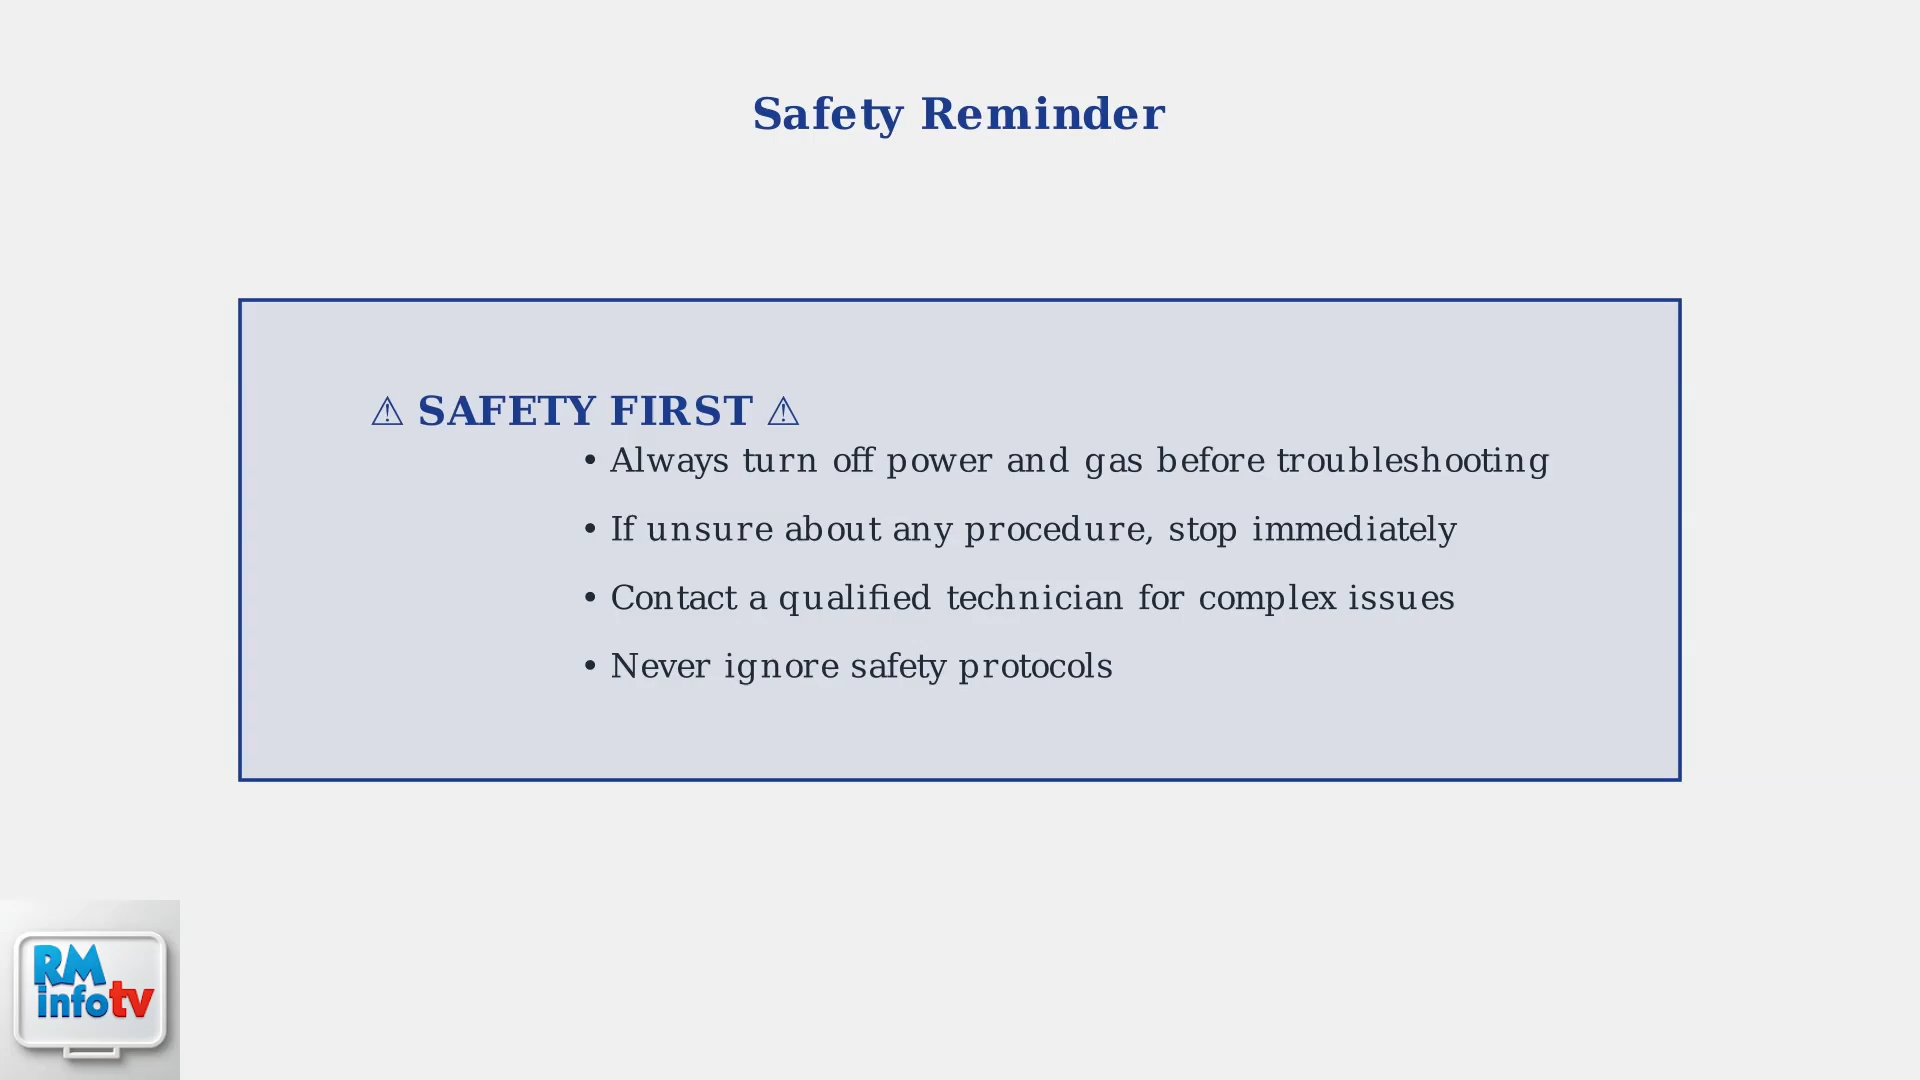 Safety Reminder
⚠ SAFETY FIRST ⚠
• Always turn off power and gas before troubleshooting
• If unsure about any procedure, stop immediately
• Contact a qualified technician for complex issues
• Never ignore safety protocols
RM
infotv